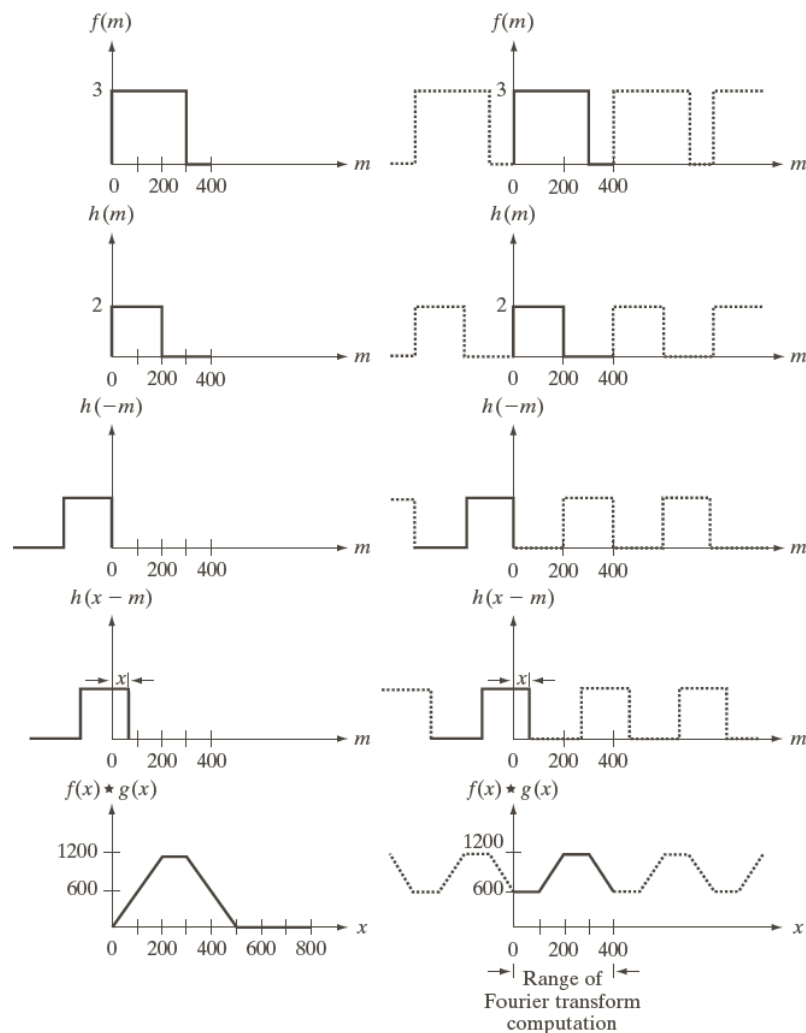 f(m) f(m)
3 3
m m
0 200 400 0 200 400
h(m) h(m)
2 2
m m
0 200 400 0 200 400
h(−m) h(−m)
m m
0 200 400 0 200 400
h(x − m) h(x − m)
x x
m m
0 200 400 0 200 400
f(x) ★ g(x) f(x) ★ g(x)
1200 1200
600 600
x x
0 200 400 600 800 0 200 400
Range of
Fourier transform
computation